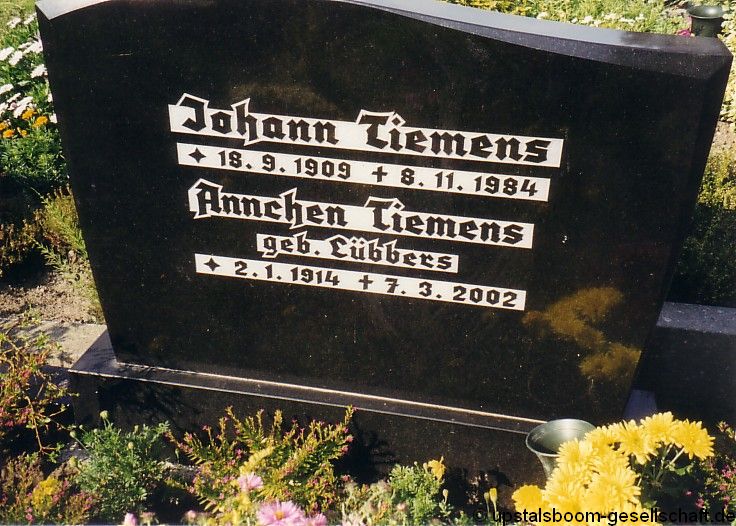 Johann Tiemens
✦ 18.9.1909 ✝ 8.11.1984
Annchen Tiemens
geb. Lübbers
✦ 2.1.1914 ✝ 7.3.2002
© upstalsboom-gesellschaft.de